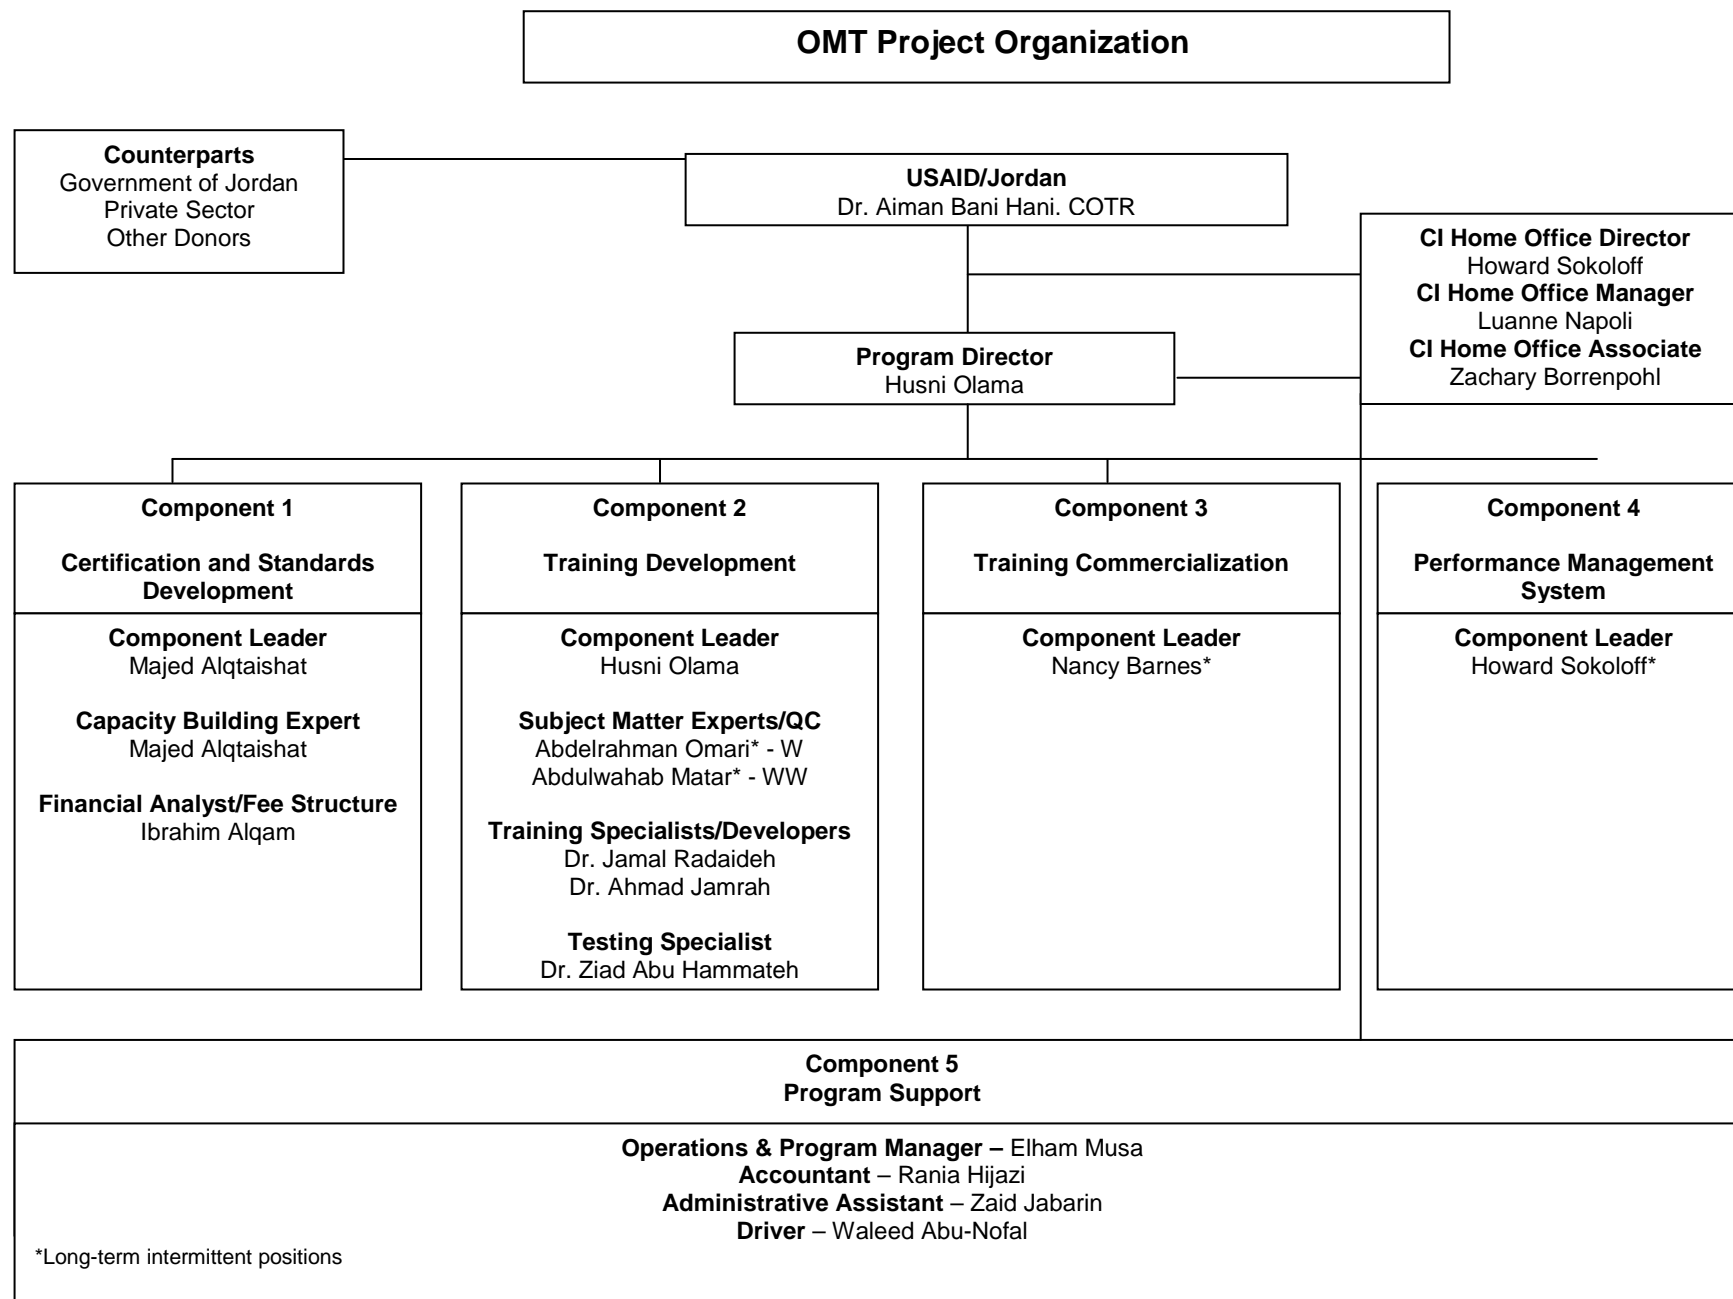 OMT Project Organization
Counterparts
Government of Jordan
Private Sector
Other Donors
USAID/Jordan
Dr. Aiman Bani Hani. COTR
CI Home Office Director
Howard Sokoloff
CI Home Office Manager
Luanne Napoli
CI Home Office Associate
Zachary Borrenpohl
Program Director
Husni Olama
Component 1
Certification and Standards
Development
Component Leader
Majed Alqtaishat
Capacity Building Expert
Majed Alqtaishat
Financial Analyst/Fee Structure
Ibrahim Alqam
Component 2
Training Development
Component Leader
Husni Olama
Subject Matter Experts/QC
Abdelrahman Omari* - W
Abdulwahab Matar* - WW
Training Specialists/Developers
Dr. Jamal Radaideh
Dr. Ahmad Jamrah
Testing Specialist
Dr. Ziad Abu Hammateh
Component 3
Training Commercialization
Component Leader
Nancy Barnes*
Component 4
Performance Management
System
Component Leader
Howard Sokoloff*
Component 5
Program Support
Operations & Program Manager – Elham Musa
Accountant – Rania Hijazi
Administrative Assistant – Zaid Jabarin
Driver – Waleed Abu-Nofal
*Long-term intermittent positions